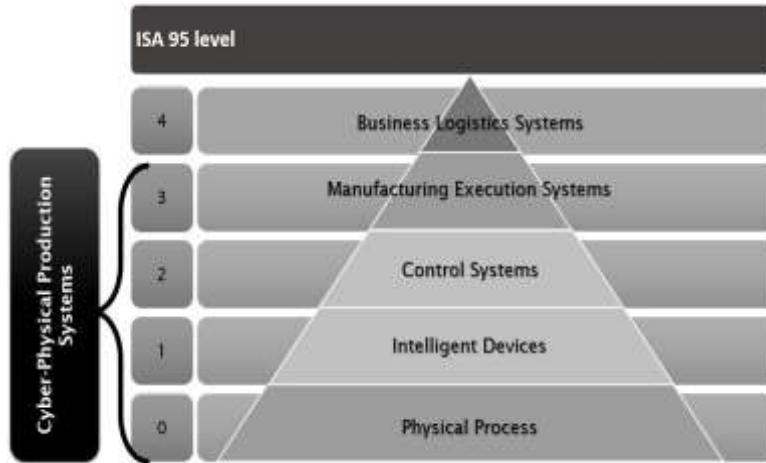 ISA 95 level
4
Business Logistics Systems
3
Manufacturing Execution Systems
Cyber-Physical Production
Systems
2
Control Systems
1
Intelligent Devices
0
Physical Process